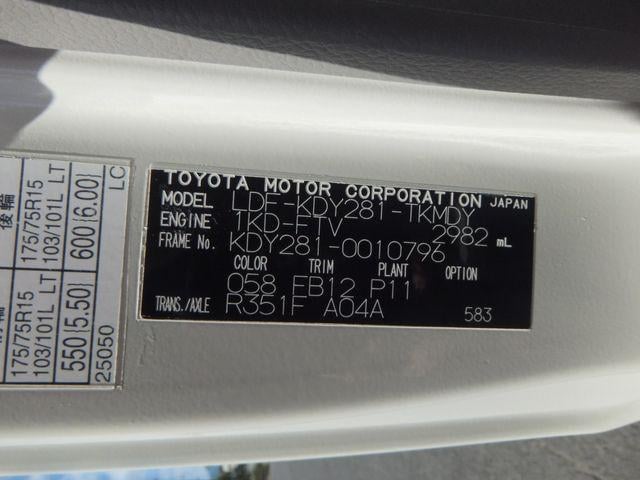 TOYOTA MOTOR CORPORATION JAPAN
MODEL LDF-KDY281-TKMDY
ENGINE 1KD-FTV 2982 mL
FRAME No. KDY281-0010796
COLOR TRIM PLANT OPTION
058 FB12 P11
TRANS./AXLE R351F A04A 583
後輪
175/75R15
103/101L LT
600{6.00}
LC
175/75R15
103/101L LT
550{5.50}
25050